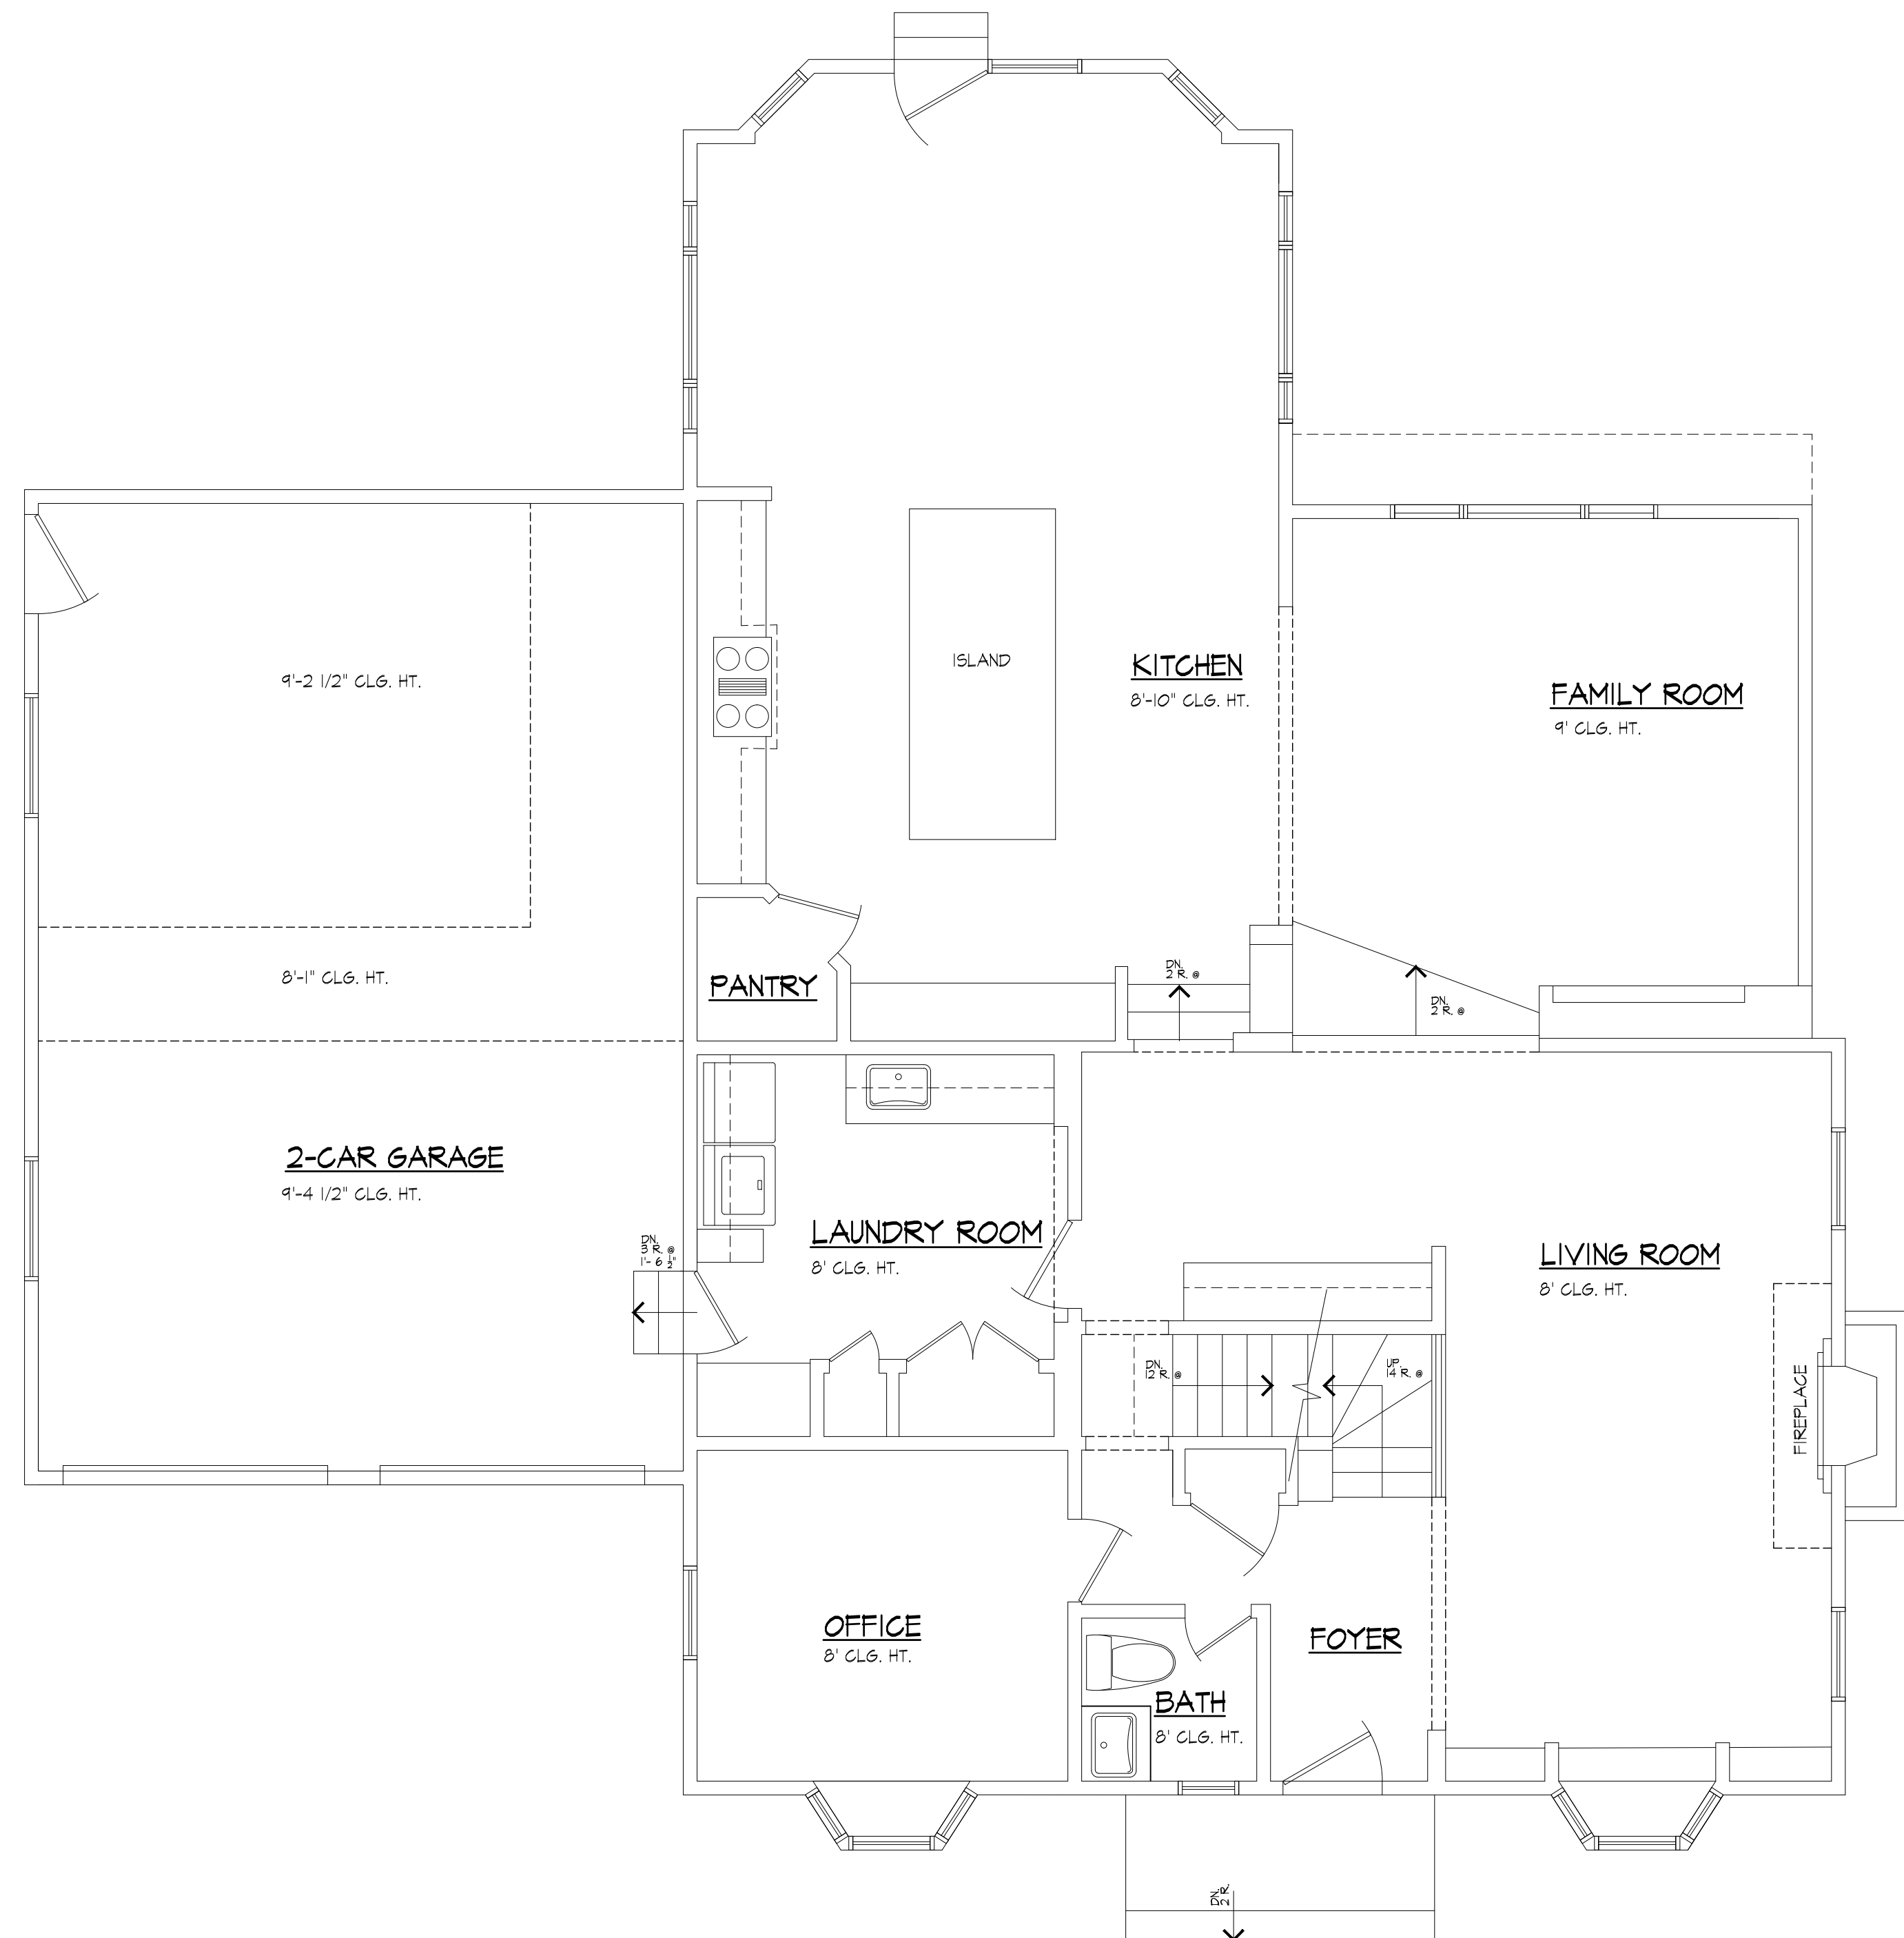 ISLAND
KITCHEN
8'-10" CLG. HT.
9'-2 1/2" CLG. HT.
FAMILY ROOM
9' CLG. HT.
8'-1" CLG. HT.
PANTRY
DN.
2 R. @
DN.
2 R. @
2-CAR GARAGE
9'-4 1/2" CLG. HT.
DN.
3 R. @
1'- 6 1/2"
LAUNDRY ROOM
8' CLG. HT.
LIVING ROOM
8' CLG. HT.
DN.
12 R. @
UP.
14 R. @
FIREPLACE
OFFICE
8' CLG. HT.
FOYER
BATH
8' CLG. HT.
DN.
2 R.